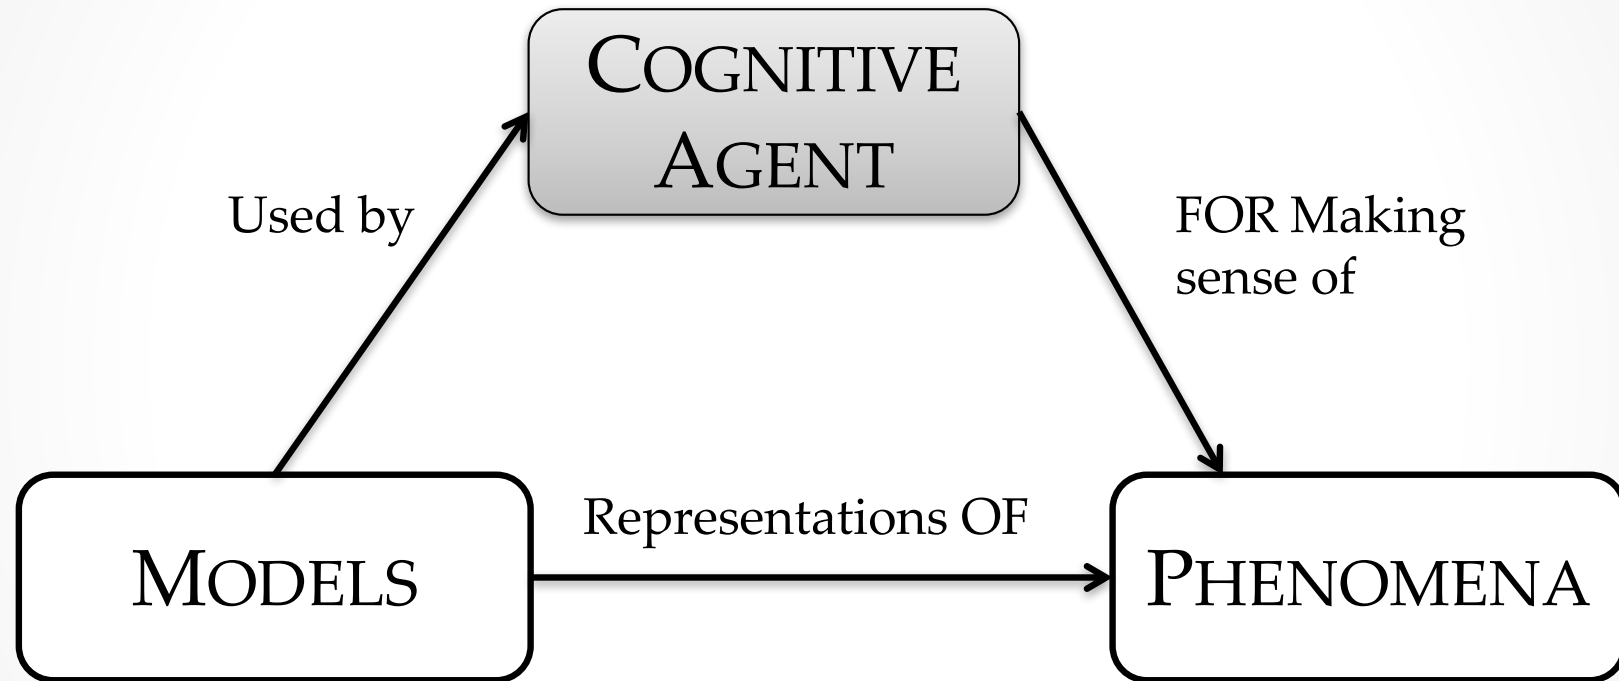 COGNITIVE
AGENT
Used by
FOR Making
sense of
Representations OF
MODELS
PHENOMENA